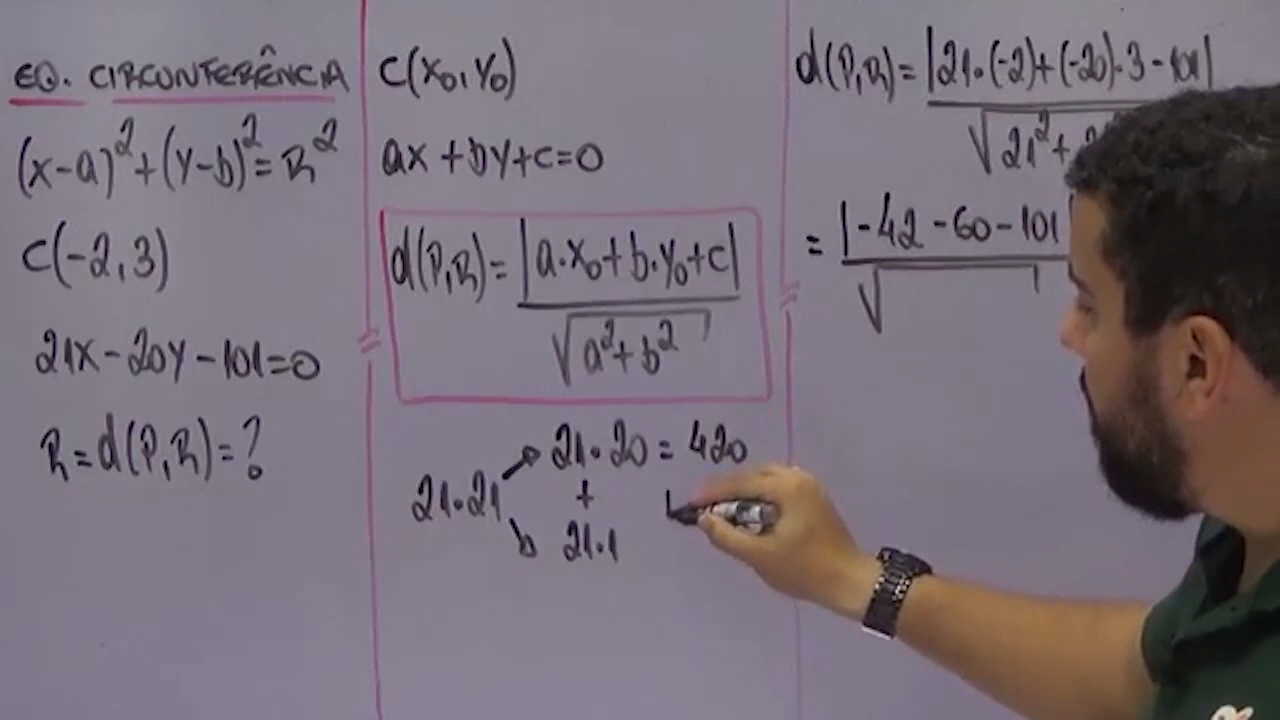 EQ. CIRCUNFERÊNCIA
(x-a)²+(y-b)²=R²
C(-2,3)
21x-20y-101=0
R=d(P,R)=?
C(x₀,y₀)
ax+by+c=0
d(P,R)=|a·x₀+b·y₀+c|
√a²+b²
21·20=420
21·21 +
21·1
d(P,R)=|21·(-2)+(-20)·3-101|
√21²+
=|-42-60-101
√